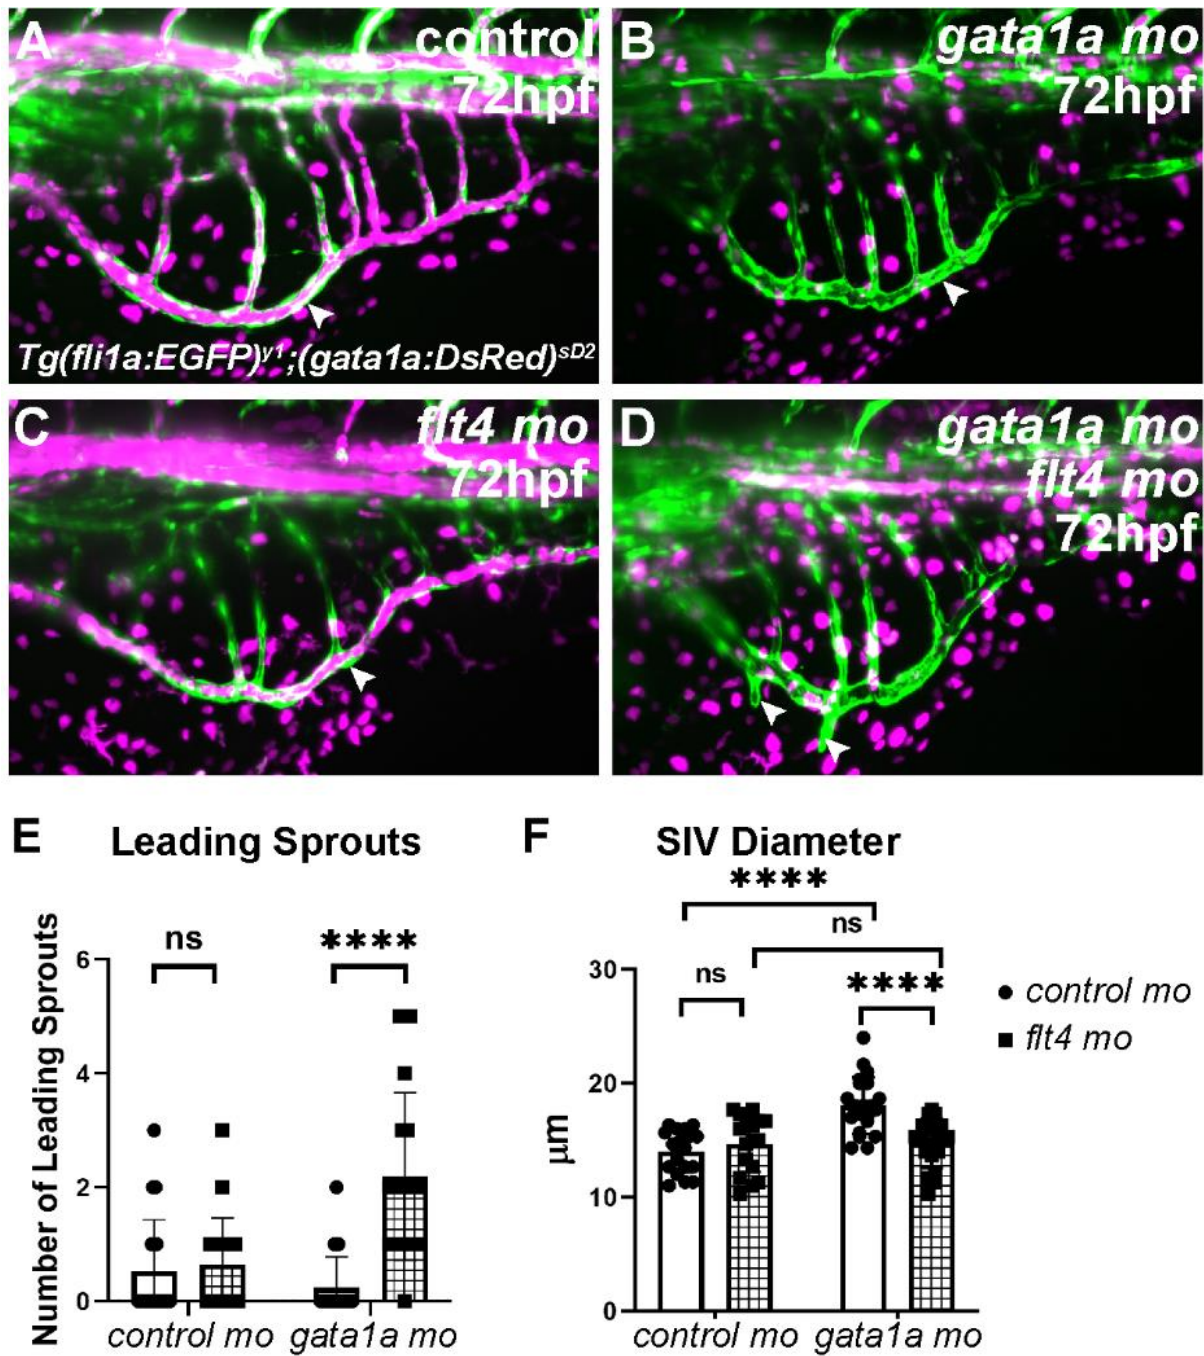 A
control
72hpf
Tg(fli1a:EGFP)y1;(gata1a:DsRed)sD2
B
gata1a mo
72hpf
C
flt4 mo
72hpf
D
gata1a mo
flt4 mo
72hpf
E
Leading Sprouts
Number of Leading Sprouts
6
4
2
0
ns
****
control mo
gata1a mo
F
SIV Diameter
µm
30
20
10
0
****
ns
ns
****
control mo
gata1a mo
control mo
flt4 mo